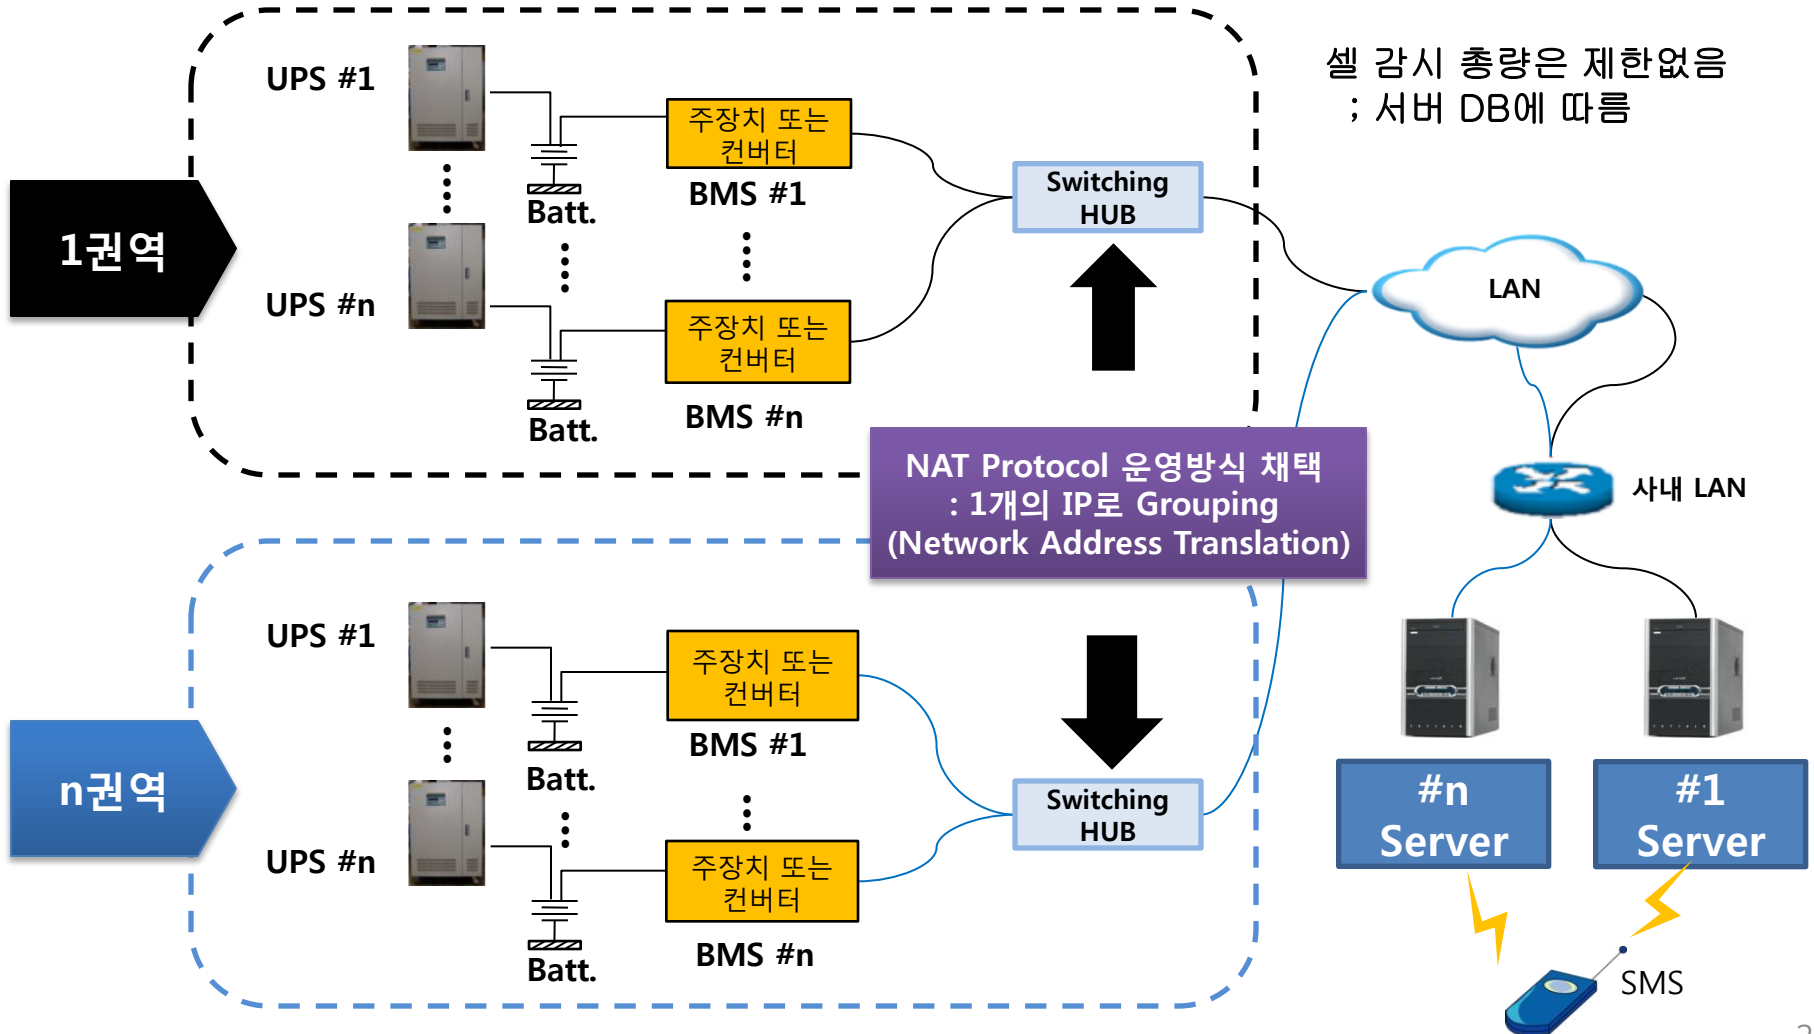 셀 감시 총량은 제한없음
; 서버 DB에 따름
1권역
UPS #1
Batt.
주장치 또는
컨버터
BMS #1
UPS #n
Batt.
주장치 또는
컨버터
BMS #n
Switching
HUB
LAN
사내 LAN
NAT Protocol 운영방식 채택
: 1개의 IP로 Grouping
(Network Address Translation)
n권역
UPS #1
Batt.
주장치 또는
컨버터
BMS #1
UPS #n
Batt.
주장치 또는
컨버터
BMS #n
Switching
HUB
#n
Server
#1
Server
SMS